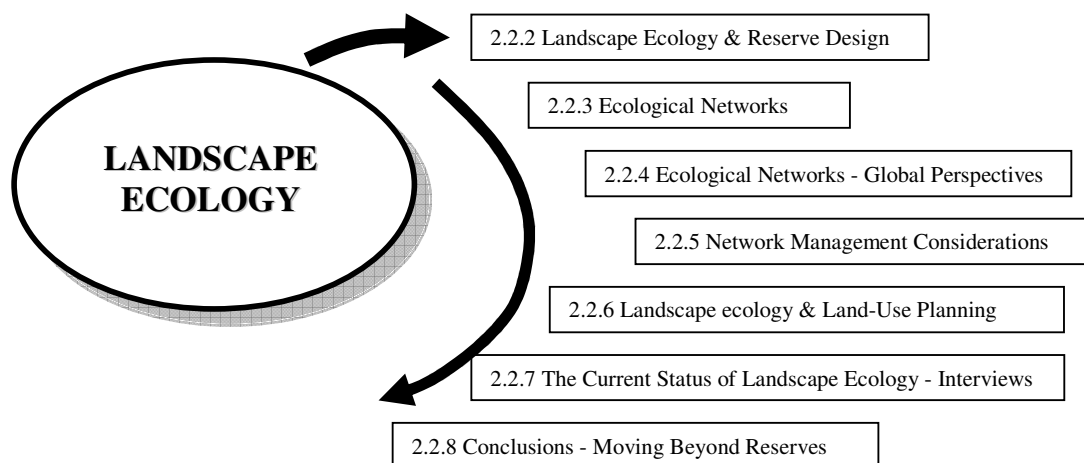 LANDSCAPE
ECOLOGY
2.2.2 Landscape Ecology & Reserve Design
2.2.3 Ecological Networks
2.2.4 Ecological Networks - Global Perspectives
2.2.5 Network Management Considerations
2.2.6 Landscape ecology & Land-Use Planning
2.2.7 The Current Status of Landscape Ecology - Interviews
2.2.8 Conclusions - Moving Beyond Reserves